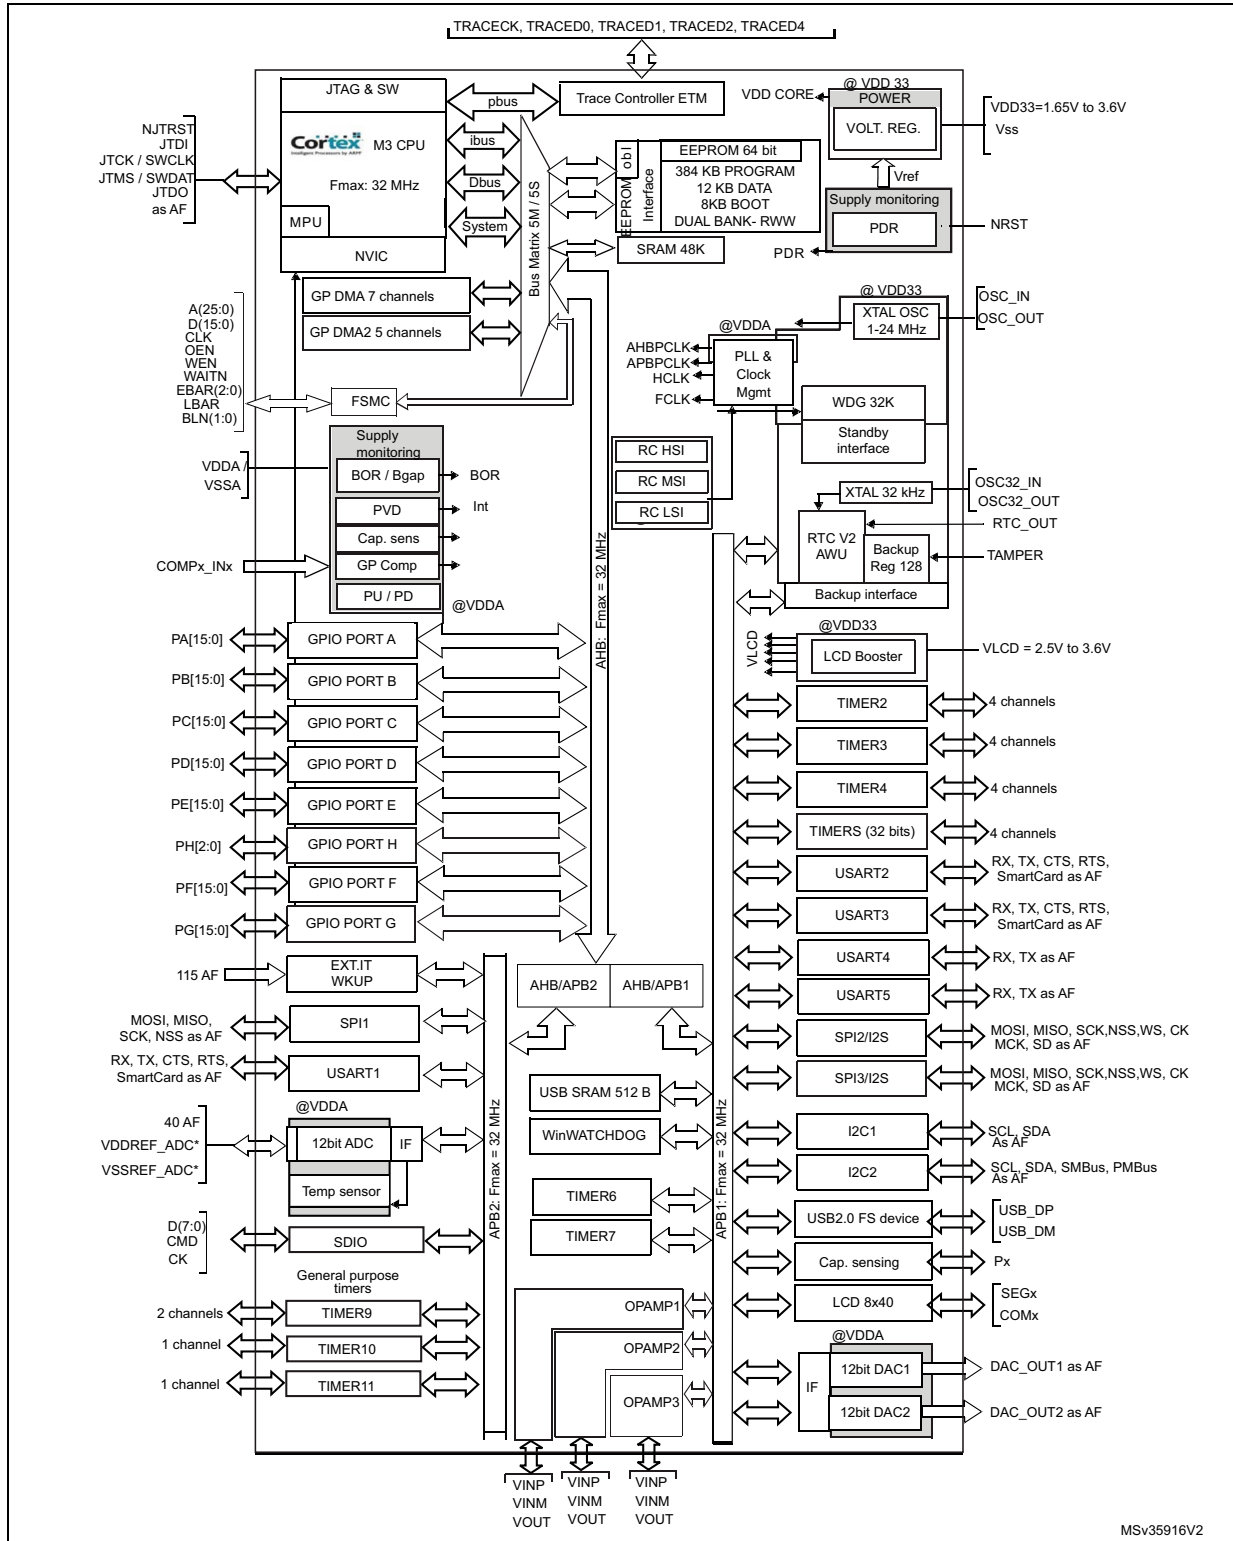 TRACECK, TRACED0, TRACED1, TRACED2, TRACED4
JTAG & SW
pbus
Trace Controller ETM
VDD CORE
@ VDD 33
POWER
VOLT. REG.
VDD33=1.65V to 3.6V
Vss
NJTRST
JTDI
JTCK / SWCLK
JTMS / SWDAT
JTDO
as AF
Cortex
Intelligent Processors by ARM®
M3 CPU
Fmax: 32 MHz
MPU
NVIC
ibus
Dbus
System
Bus Matrix 5M / 5S
EEPROM obl
Interface
EEPROM 64 bit
384 KB PROGRAM
12 KB DATA
8KB BOOT
DUAL BANK- RWW
SRAM 48K
Vref
Supply monitoring
PDR
NRST
PDR
GP DMA 7 channels
GP DMA2 5 channels
A(25:0)
D(15:0)
CLK
OEN
WEN
WAITN
EBAR(2:0)
LBAR
BLN(1:0)
FSMC
@ VDD33
XTAL OSC
1-24 MHz
OSC_IN
OSC_OUT
@VDDA
PLL &
Clock
Mgmt
AHBPCLK
APBPCLK
HCLK
FCLK
WDG 32K
Standby
interface
RC HSI
RC MSI
RC LSI
@
Supply
monitoring
VDDA /
VSSA
BOR / Bgap
BOR
PVD
Int
Cap. sens
GP Comp
COMPx_INx
PU / PD
@VDDA
XTAL 32 kHz
OSC32_IN
OSC32_OUT
RTC V2
AWU
RTC_OUT
Backup
Reg 128
TAMPER
Backup interface
AHB: Fmax = 32 MHz
PA[15:0]
GPIO PORT A
PB[15:0]
GPIO PORT B
PC[15:0]
GPIO PORT C
PD[15:0]
GPIO PORT D
PE[15:0]
GPIO PORT E
PH[2:0]
GPIO PORT H
PF[15:0]
GPIO PORT F
PG[15:0]
GPIO PORT G
@VDD33
VLCD
LCD Booster
VLCD = 2.5V to 3.6V
TIMER2
4 channels
TIMER3
4 channels
TIMER4
4 channels
TIMERS (32 bits)
4 channels
USART2
RX, TX, CTS, RTS,
SmartCard as AF
USART3
RX, TX, CTS, RTS,
SmartCard as AF
USART4
RX, TX as AF
USART5
RX, TX as AF
SPI2/I2S
MOSI, MISO, SCK,NSS,WS, CK
MCK, SD as AF
SPI3/I2S
MOSI, MISO, SCK,NSS,WS, CK
MCK, SD as AF
I2C1
SCL, SDA
As AF
I2C2
SCL, SDA, SMBus, PMBus
As AF
USB2.0 FS device
USB_DP
USB_DM
Cap. sensing
Px
LCD 8x40
SEGx
COMx
@VDDA
IF
12bit DAC1
DAC_OUT1 as AF
12bit DAC2
DAC_OUT2 as AF
115 AF
EXT.IT
WKUP
AHB/APB2
AHB/APB1
MOSI, MISO,
SCK, NSS as AF
SPI1
RX, TX, CTS, RTS,
SmartCard as AF
USART1
@VDDA
40 AF
VDDREF_ADC*
VSSREF_ADC*
12bit ADC
IF
Temp sensor
D(7:0)
CMD
CK
SDIO
General purpose
timers
2 channels
TIMER9
1 channel
TIMER10
1 channel
TIMER11
APB2: Fmax = 32 MHz
USB SRAM 512 B
WinWATCHDOG
TIMER6
TIMER7
APB1: Fmax = 32 MHz
OPAMP1
OPAMP2
OPAMP3
VINP
VINM
VOUT
VINP
VINM
VOUT
VINP
VINM
VOUT
MSv35916V2